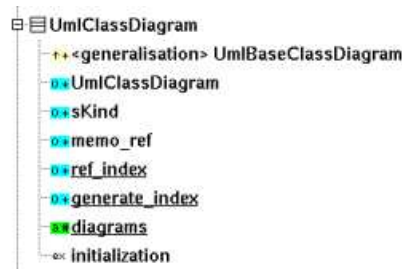 UmlClassDiagram
<generalisation> UmlBaseClassDiagram
UmlClassDiagram
sKind
memo_ref
ref_index
generate_index
diagrams
initialization